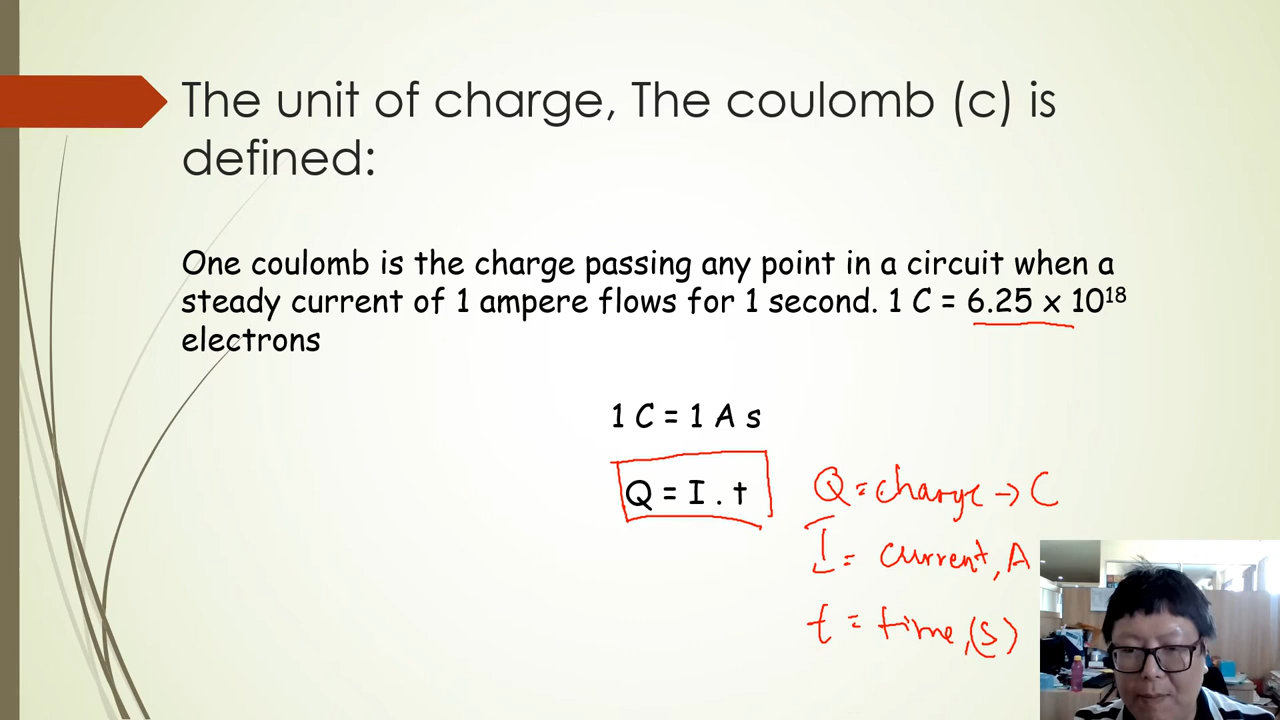 The unit of charge, The coulomb (c) is
defined:
One coulomb is the charge passing any point in a circuit when a
steady current of 1 ampere flows for 1 second. 1 C = 6.25 x 10¹⁸
electrons
1 C = 1 A s
Q = I . t
Q = charge → C
I = current, A
t = time, (s)